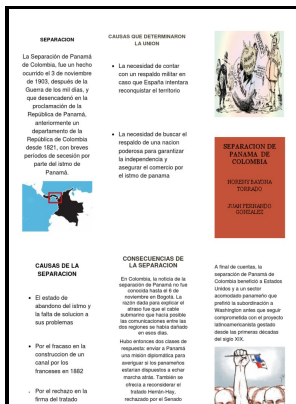 SEPARACION
La Separación de Panamá
de Colombia, fue un hecho
ocurrido el 3 de noviembre
de 1903, después de la
Guerra de los mil días, y
que desencadenó en la
proclamación de la
República de Panamá,
anteriormente un
departamento de la
República de Colombia
desde 1821, con breves
períodos de secesión por
parte del istmo de
Panamá.
CAUSAS QUE DETERMINARON
LA UNION
La necesidad de contar
con un respaldo militar en
caso que España intentara
reconquistar el territorio
La necesidad de buscar el
respaldo de una nacion
poderosa para garantizar
la independencia y
asegurar el comercio por
el istmo de panama
SEPARACION DE
PANAMA DE
COLOMBIA
TORRADO
JUAN FERNANDO
GONZALEZ
CAUSAS DE LA
SEPARACION
El estado de
abandono del istmo y
la falta de solucion a
sus problemas
Por el fracaso en la
construccion de un
canal por los
franceses en 1882
Por el rechazo en la
firma del tratado
CONSECUENCIAS DE
LA SEPARACION
En Colombia, la noticia de la
separación de Panamá no fue
conocida hasta el 6 de
noviembre en Bogotá. La
razón dada para explicar el
atraso fue que el cable
submarino que hacia posible
las comunicaciones entre las
dos regiones se había dañado
en esos días.
Hubo entonces dos clases de
respuesta: enviar a Panamá
una misión diplomática para
averiguar si los panameños
estarían dispuestos a echar
marcha atrás. También se
ofrecía a reconsiderar el
tratado Herrán-Hay,
rechazado por el Senado
A final de cuentas, la
separación de Panamá de
Colombia benefició a Estados
Unidos y a un sector
acomodado panameño que
prefirió la subordinación a
Washington antes que seguir
comprometida con el proyecto
latinoamericanista gestado
desde las primeras décadas
del siglo XIX.